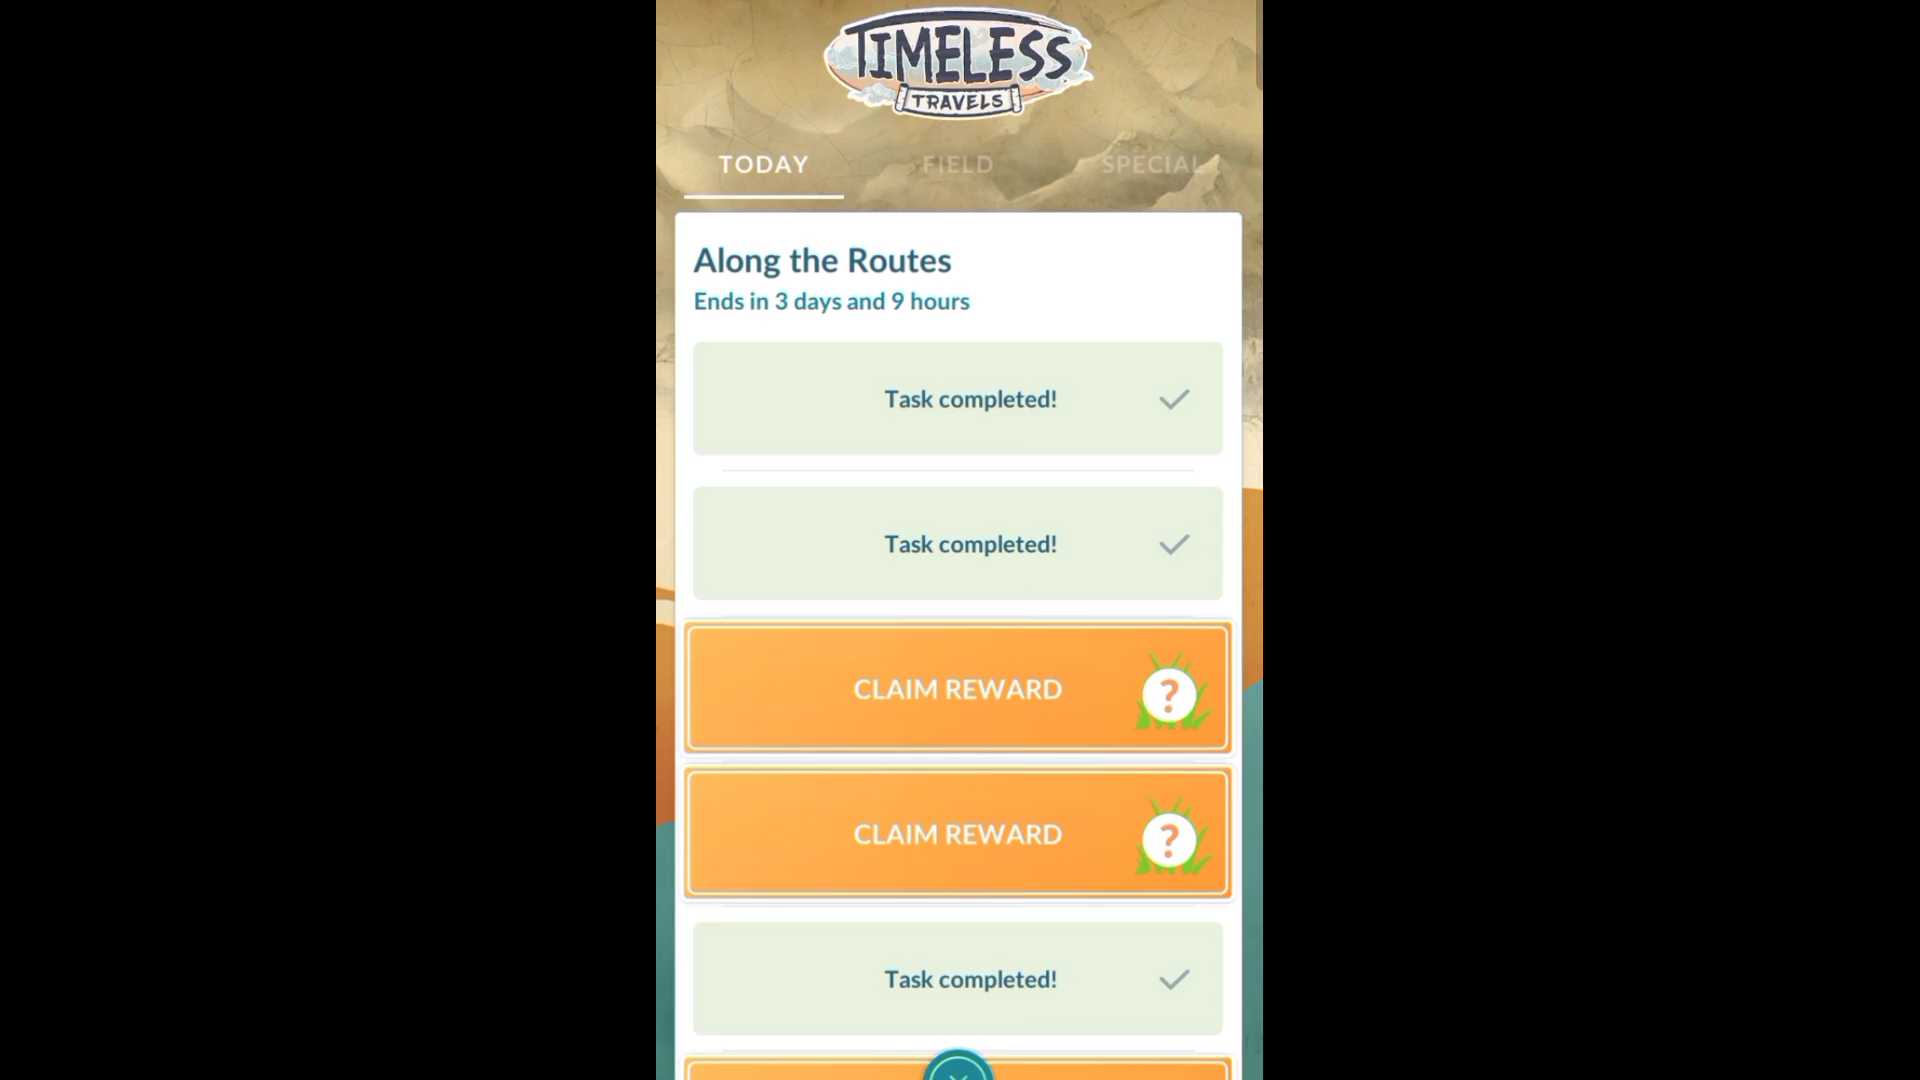 TIMELESS
TRAVELS
TODAY FIELD SPECIAL
Along the Routes
Ends in 3 days and 9 hours
Task completed!
Task completed!
CLAIM REWARD ?
CLAIM REWARD ?
Task completed!